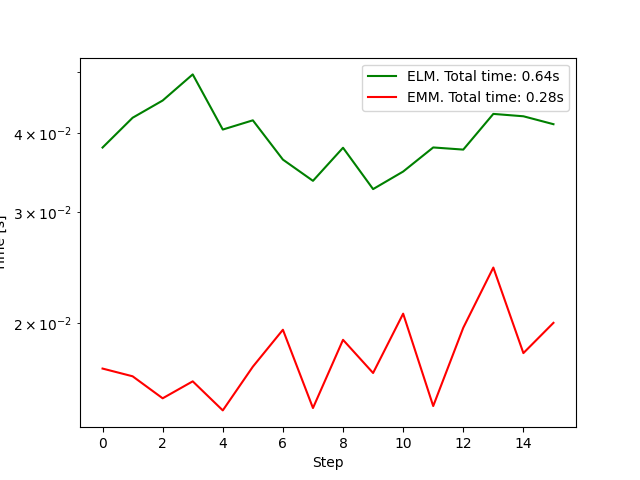 ELM. Total time: 0.64s
EMM. Total time: 0.28s
4 × 10⁻²
3 × 10⁻²
2 × 10⁻²
0 2 4 6 8 10 12 14
Step